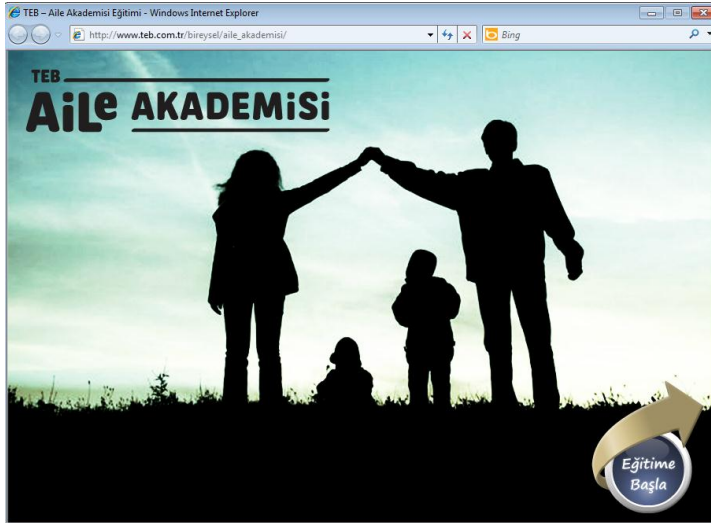 TEB – Aile Akademisi Eğitimi - Windows Internet Explorer
http://www.teb.com.tr/bireysel/aile_akademisi/
Bing
TEB
AiLe AKADEMiSi
Eğitime
Başla